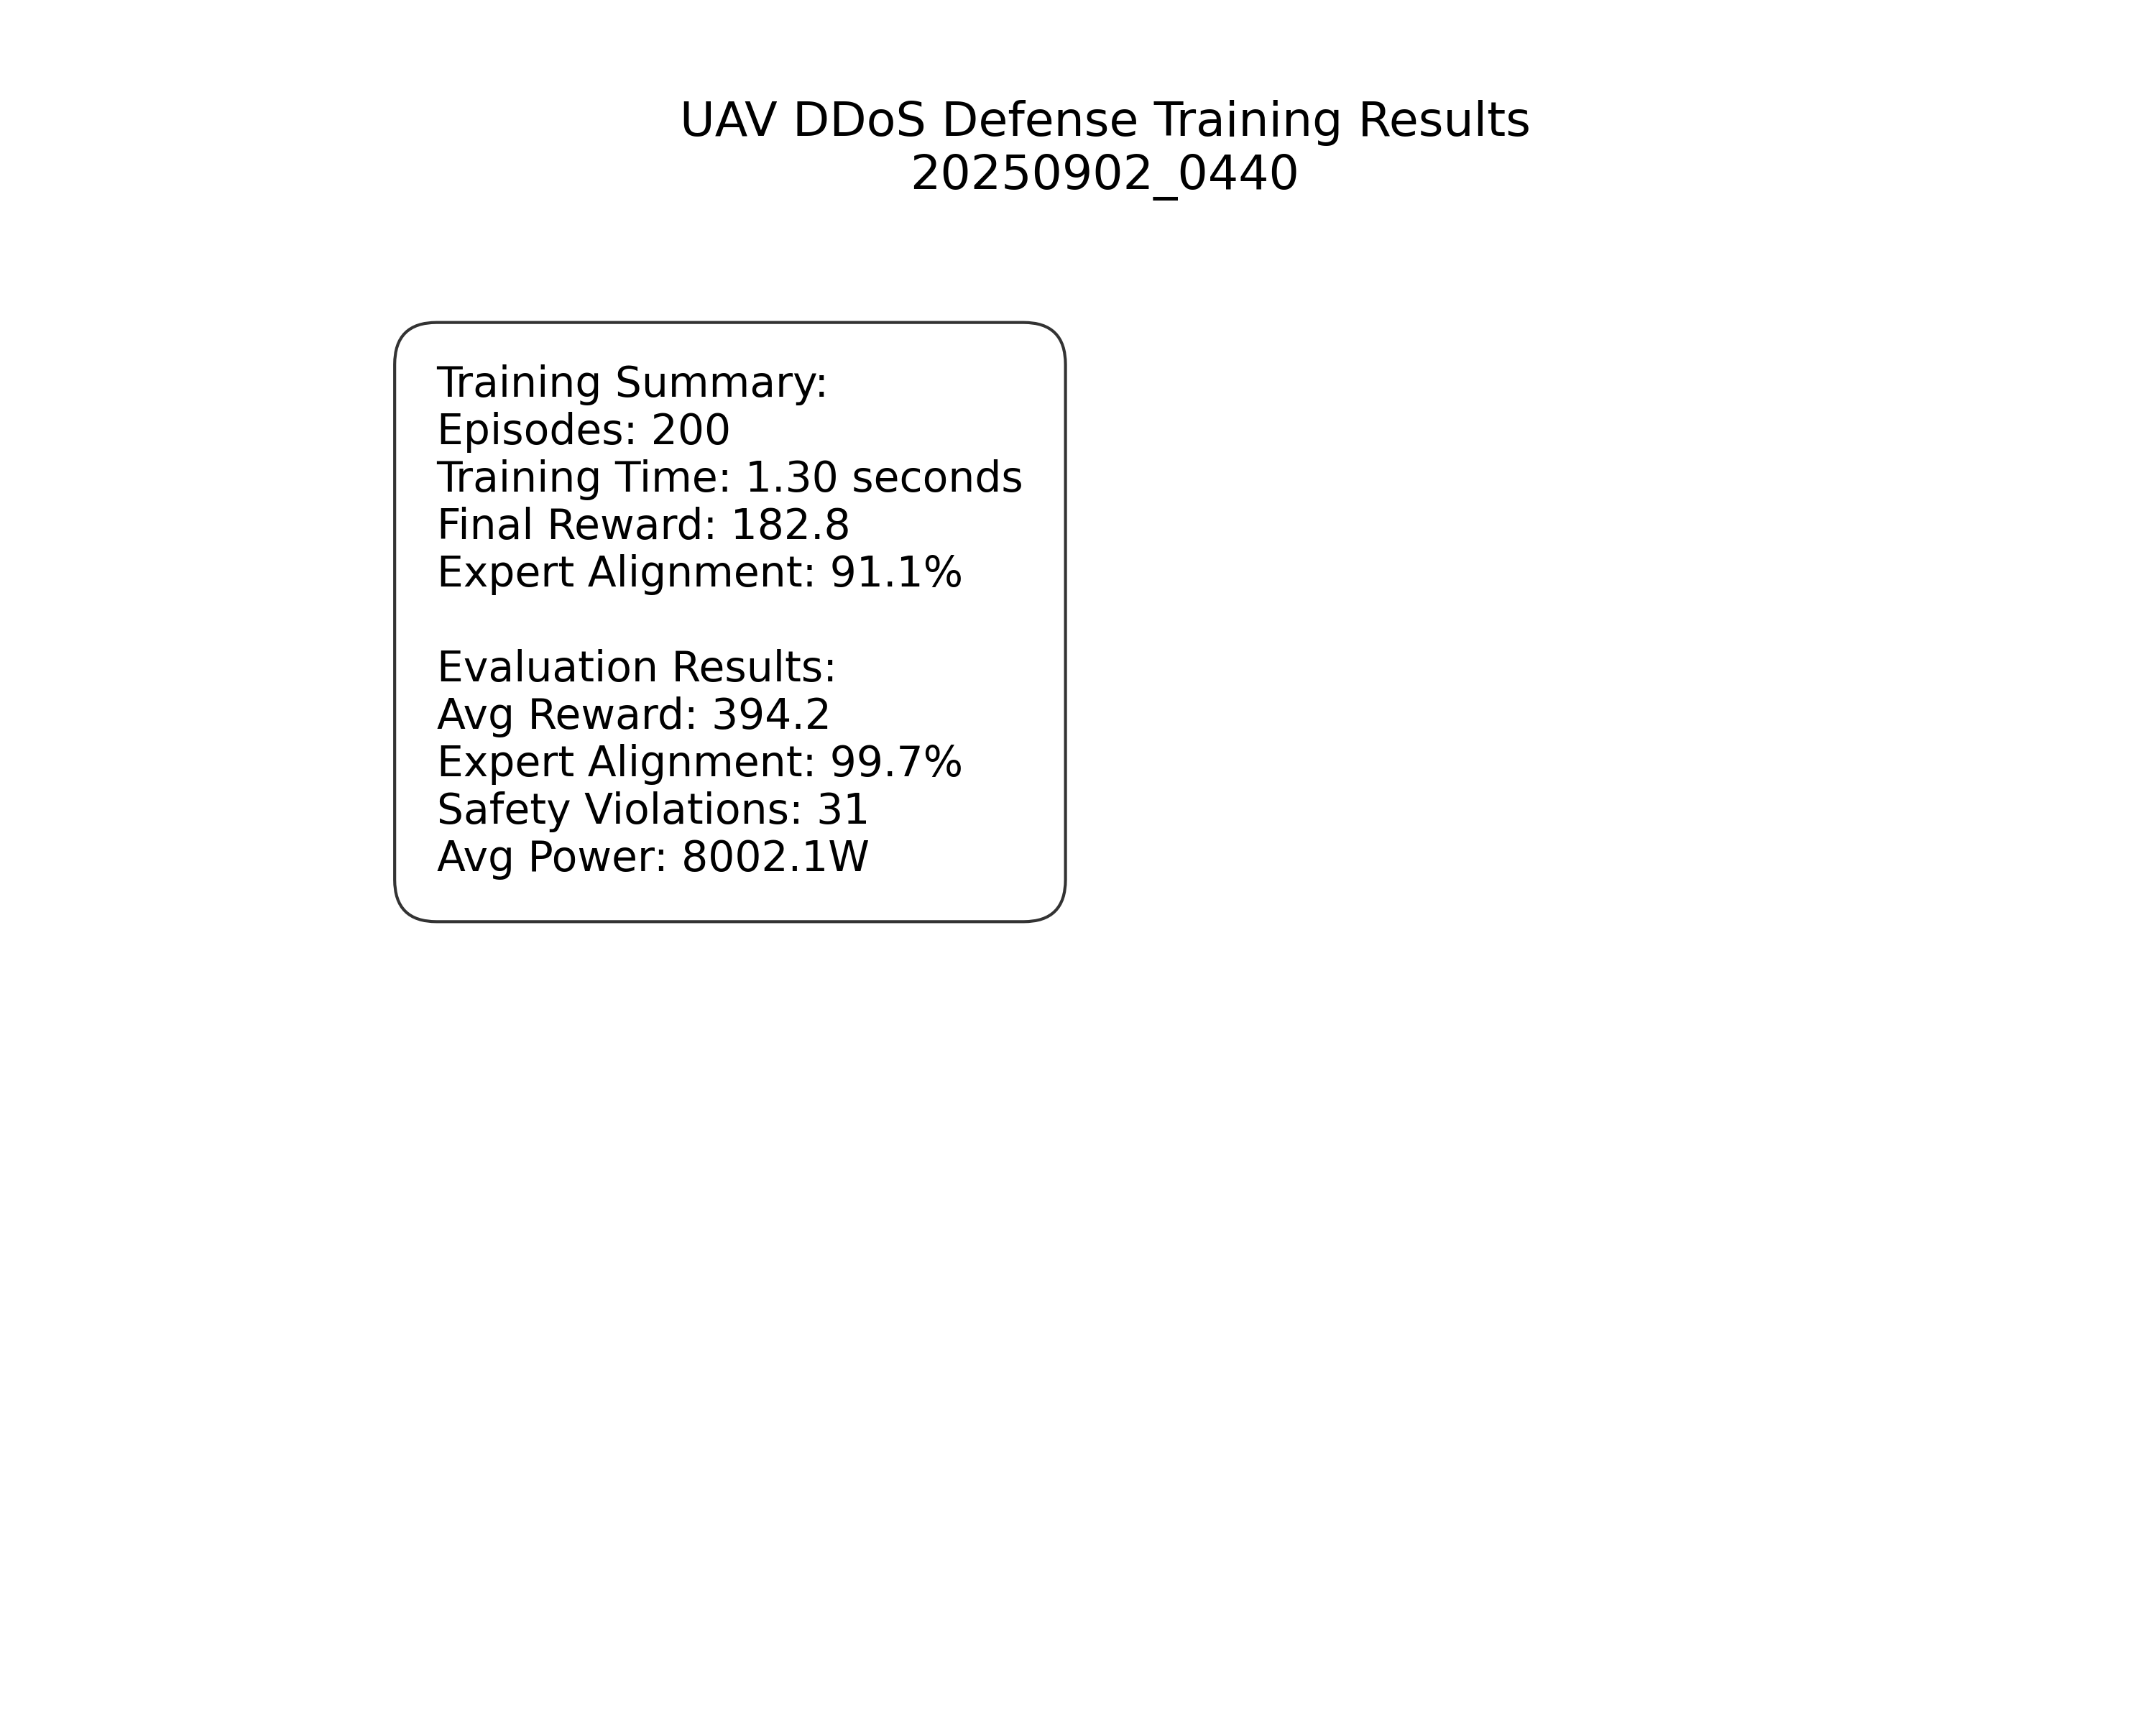 UAV DDoS Defense Training Results
20250902_0440
Training Summary:
Episodes: 200
Training Time: 1.30 seconds
Final Reward: 182.8
Expert Alignment: 91.1%
Evaluation Results:
Avg Reward: 394.2
Expert Alignment: 99.7%
Safety Violations: 31
Avg Power: 8002.1W